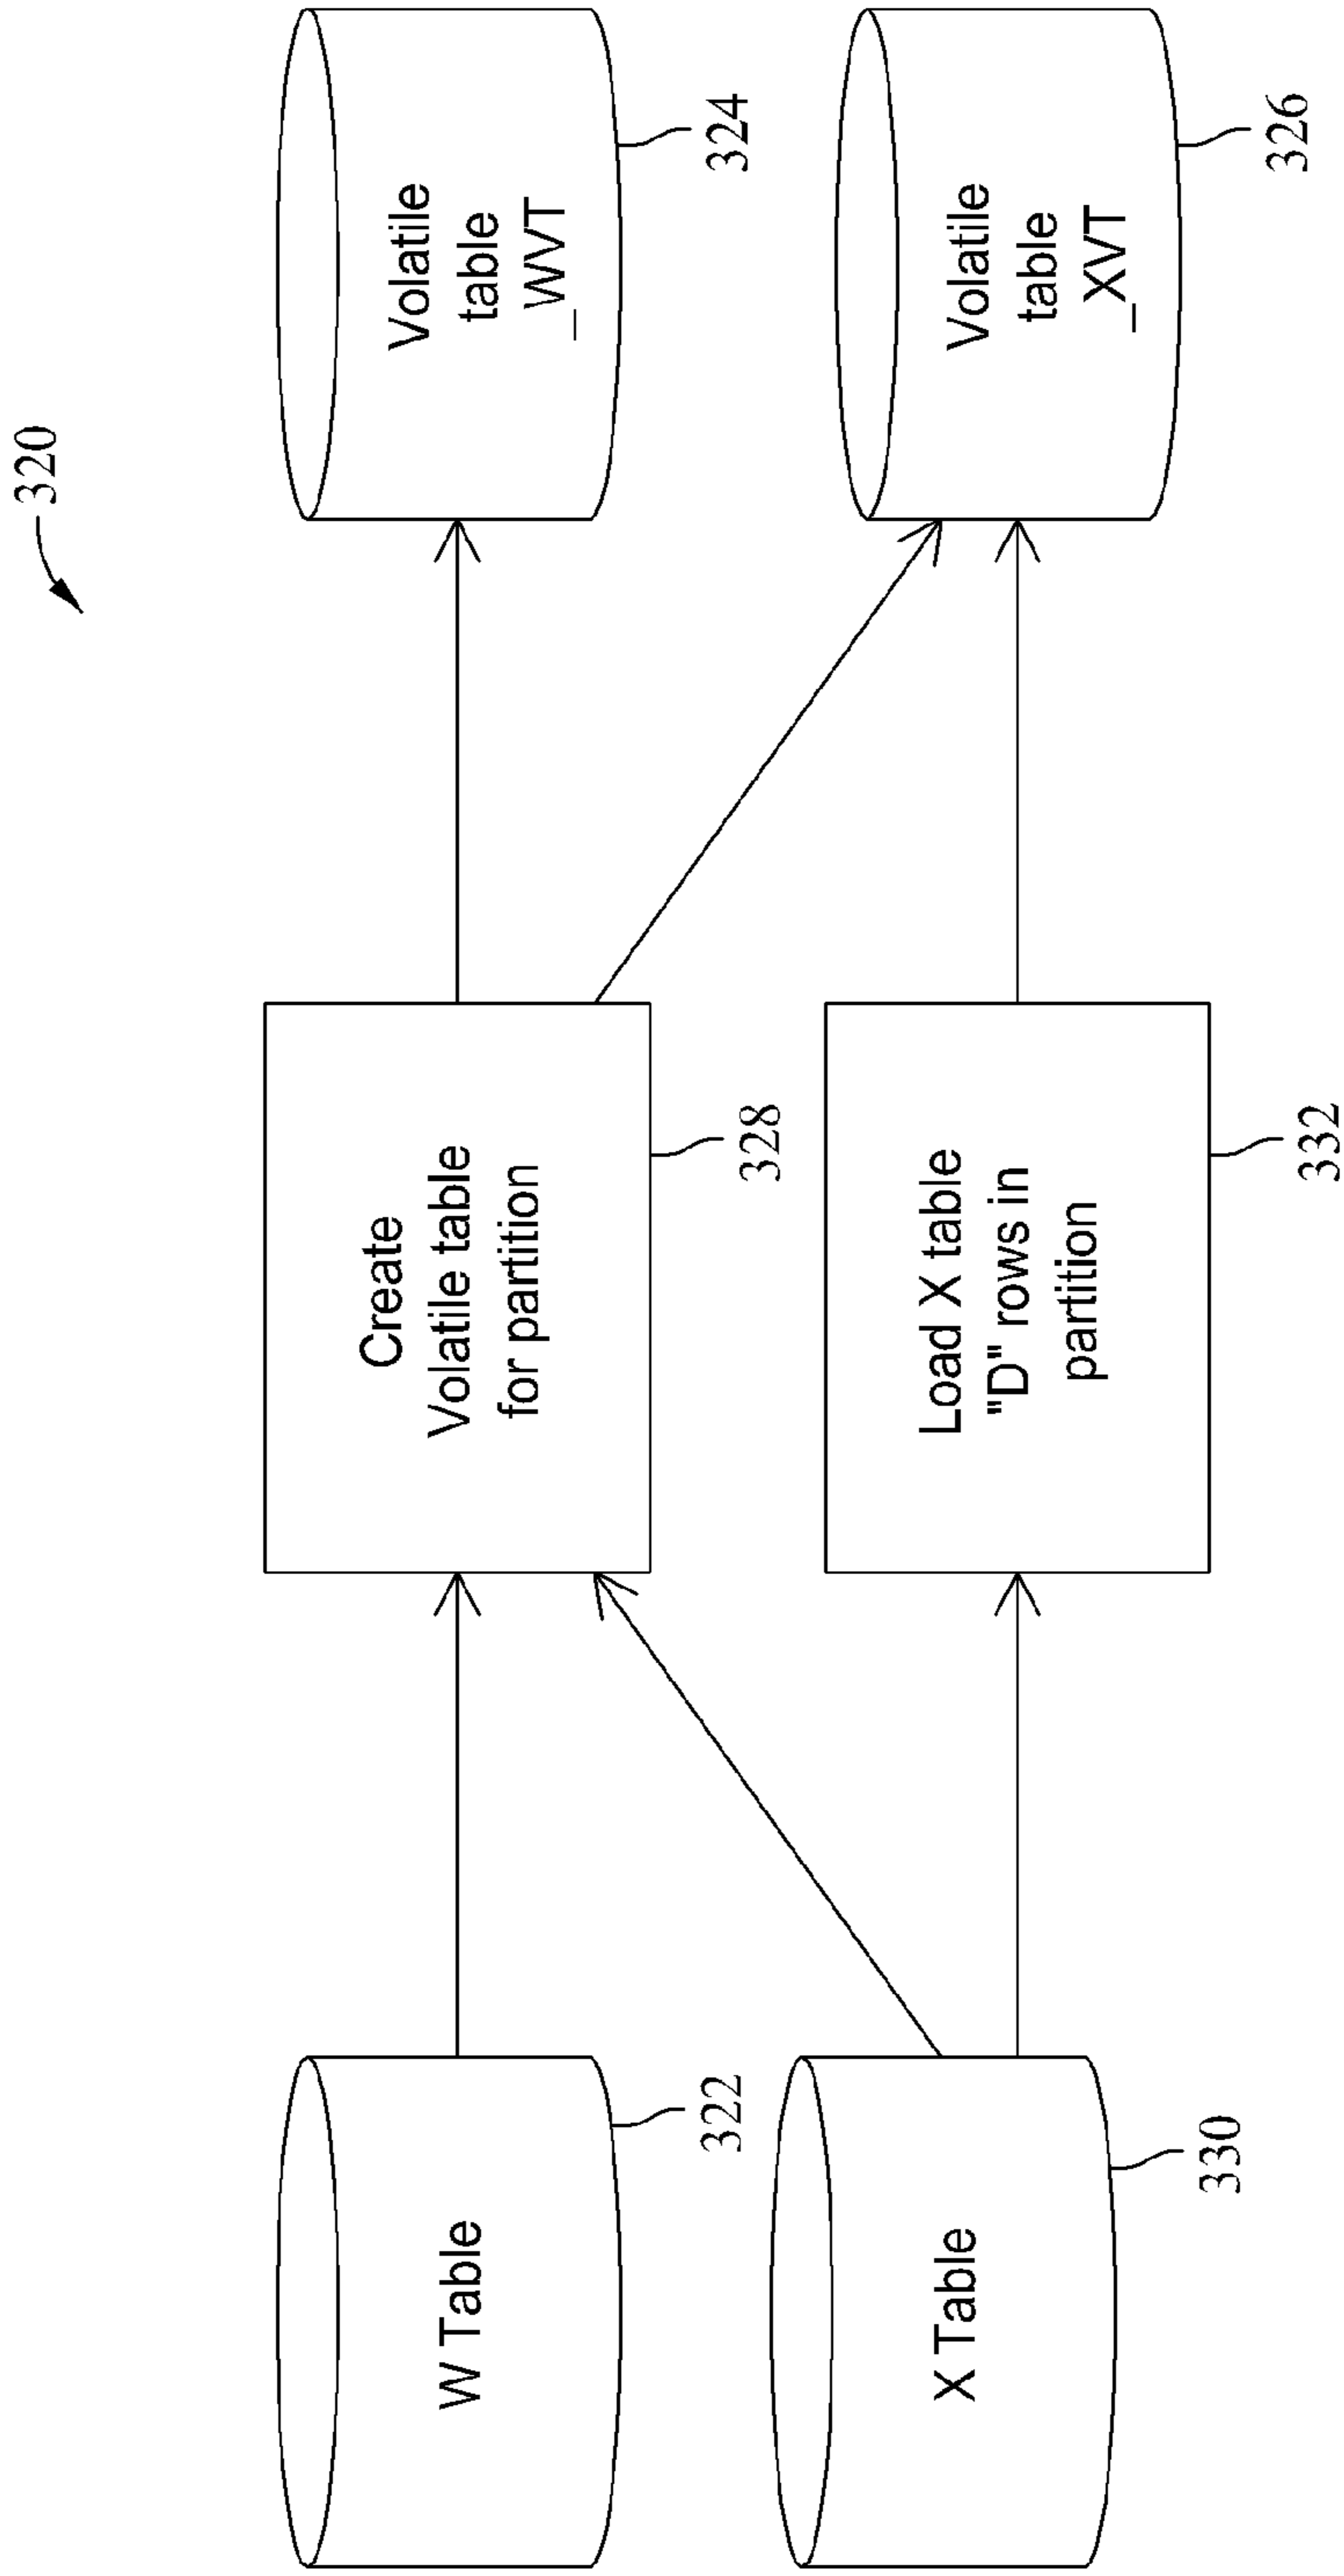 320
W Table
322
Create
Volatile table
for partition
328
Volatile
table
_WVT
324
X Table
330
Load X table
"D" rows in
partition
332
Volatile
table
_XVT
326